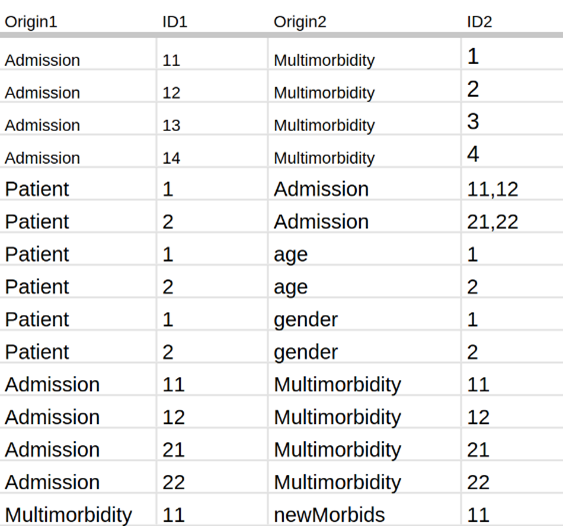 Origin1 ID1 Origin2 ID2
Admission 11 Multimorbidity 1
Admission 12 Multimorbidity 2
Admission 13 Multimorbidity 3
Admission 14 Multimorbidity 4
Patient 1 Admission 11,12
Patient 2 Admission 21,22
Patient 1 age 1
Patient 2 age 2
Patient 1 gender 1
Patient 2 gender 2
Admission 11 Multimorbidity 11
Admission 12 Multimorbidity 12
Admission 21 Multimorbidity 21
Admission 22 Multimorbidity 22
Multimorbidity 11 newMorbids 11